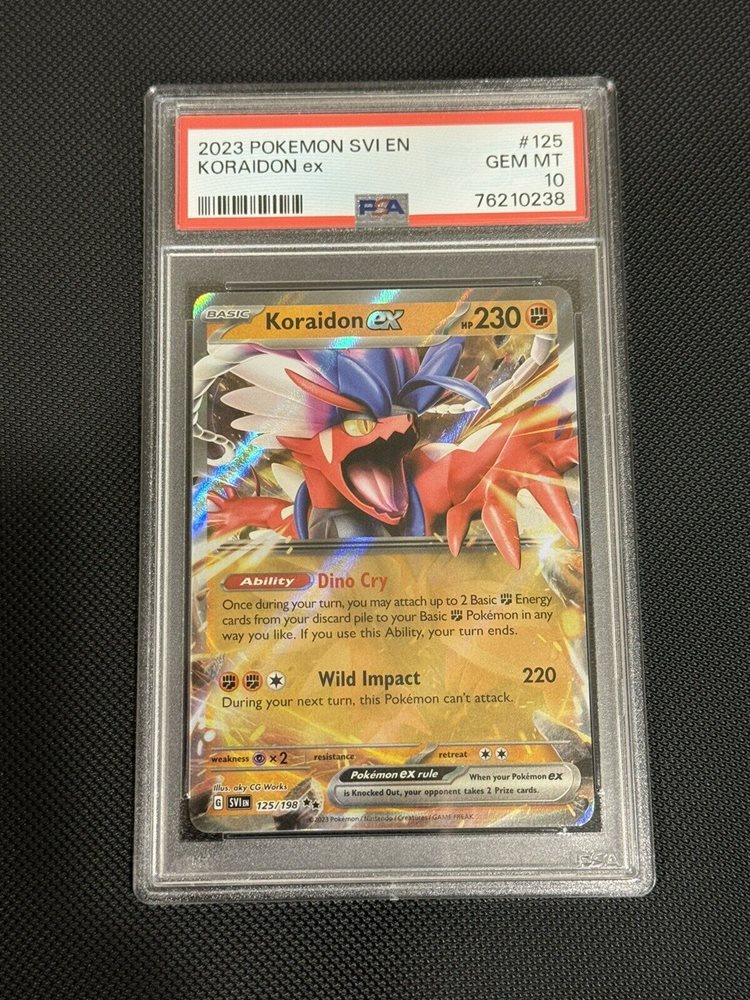 2023 POKEMON SVI EN #125
KORAIDON ex GEM MT
10
PSA 76210238
BASIC Koraidon ex HP 230
Ability Dino Cry
Once during your turn, you may attach up to 2 Basic Energy
cards from your discard pile to your Basic Pokémon in any
way you like. If you use this Ability, your turn ends.
Wild Impact 220
During your next turn, this Pokémon can't attack.
weakness ×2 resistance retreat
Pokémon ex rule When your Pokémon ex
is Knocked Out, your opponent takes 2 Prize cards.
Illus. aky CG Works
G SVI EN 125/198
©2023 Pokémon / Nintendo / Creatures / GAME FREAK
PSA